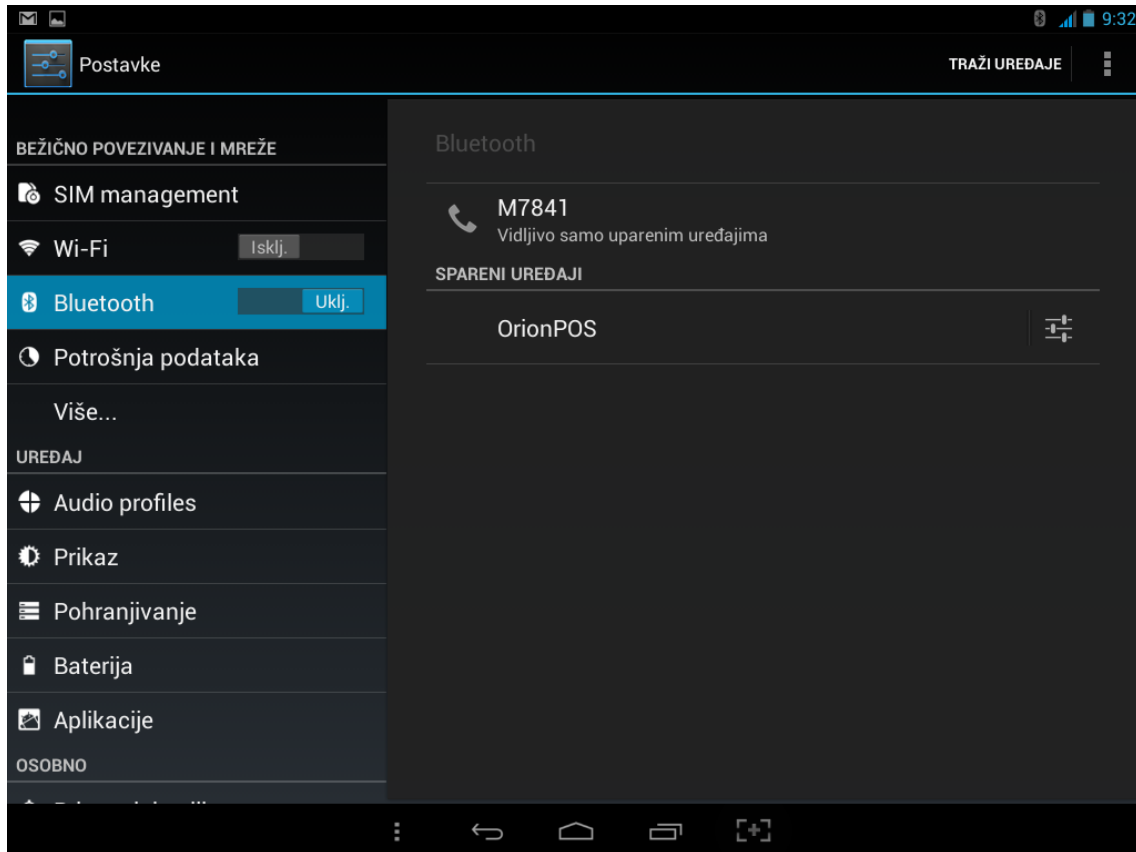 9:32
Postavke
TRAŽI UREĐAJE
BEŽIČNO POVEZIVANJE I MREŽE
SIM management
Wi-Fi Isklj.
Bluetooth Uklj.
Potrošnja podataka
Više...
UREĐAJ
Audio profiles
Prikaz
Pohranjivanje
Baterija
Aplikacije
OSOBNO
Bluetooth
M7841
Vidljivo samo uparenim uređajima
SPARENI UREĐAJI
OrionPOS